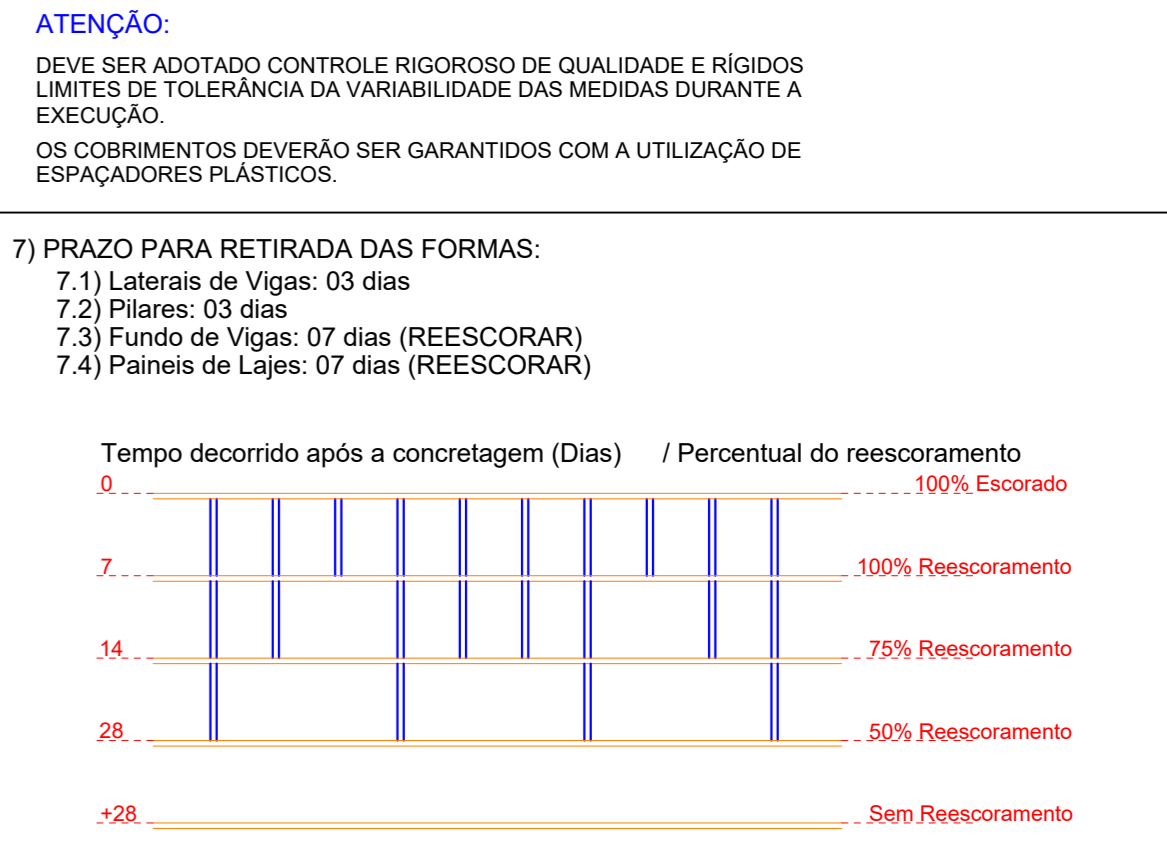 ATENÇÃO:
DEVE SER ADOTADO CONTROLE RIGOROSO DE QUALIDADE E RÍGIDOS
LIMITES DE TOLERÂNCIA DA VARIABILIDADE DAS MEDIDAS DURANTE A
EXECUÇÃO.
OS COBRIMENTOS DEVERÃO SER GARANTIDOS COM A UTILIZAÇÃO DE
ESPAÇADORES PLÁSTICOS.
7) PRAZO PARA RETIRADA DAS FORMAS:
7.1) Laterais de Vigas: 03 dias
7.2) Pilares: 03 dias
7.3) Fundo de Vigas: 07 dias (REESCORAR)
7.4) Paineis de Lajes: 07 dias (REESCORAR)
Tempo decorrido após a concretagem (Dias) / Percentual do reescoramento
0 100% Escorado
7 100% Reescoramento
14 75% Reescoramento
28 50% Reescoramento
+28 Sem Reescoramento